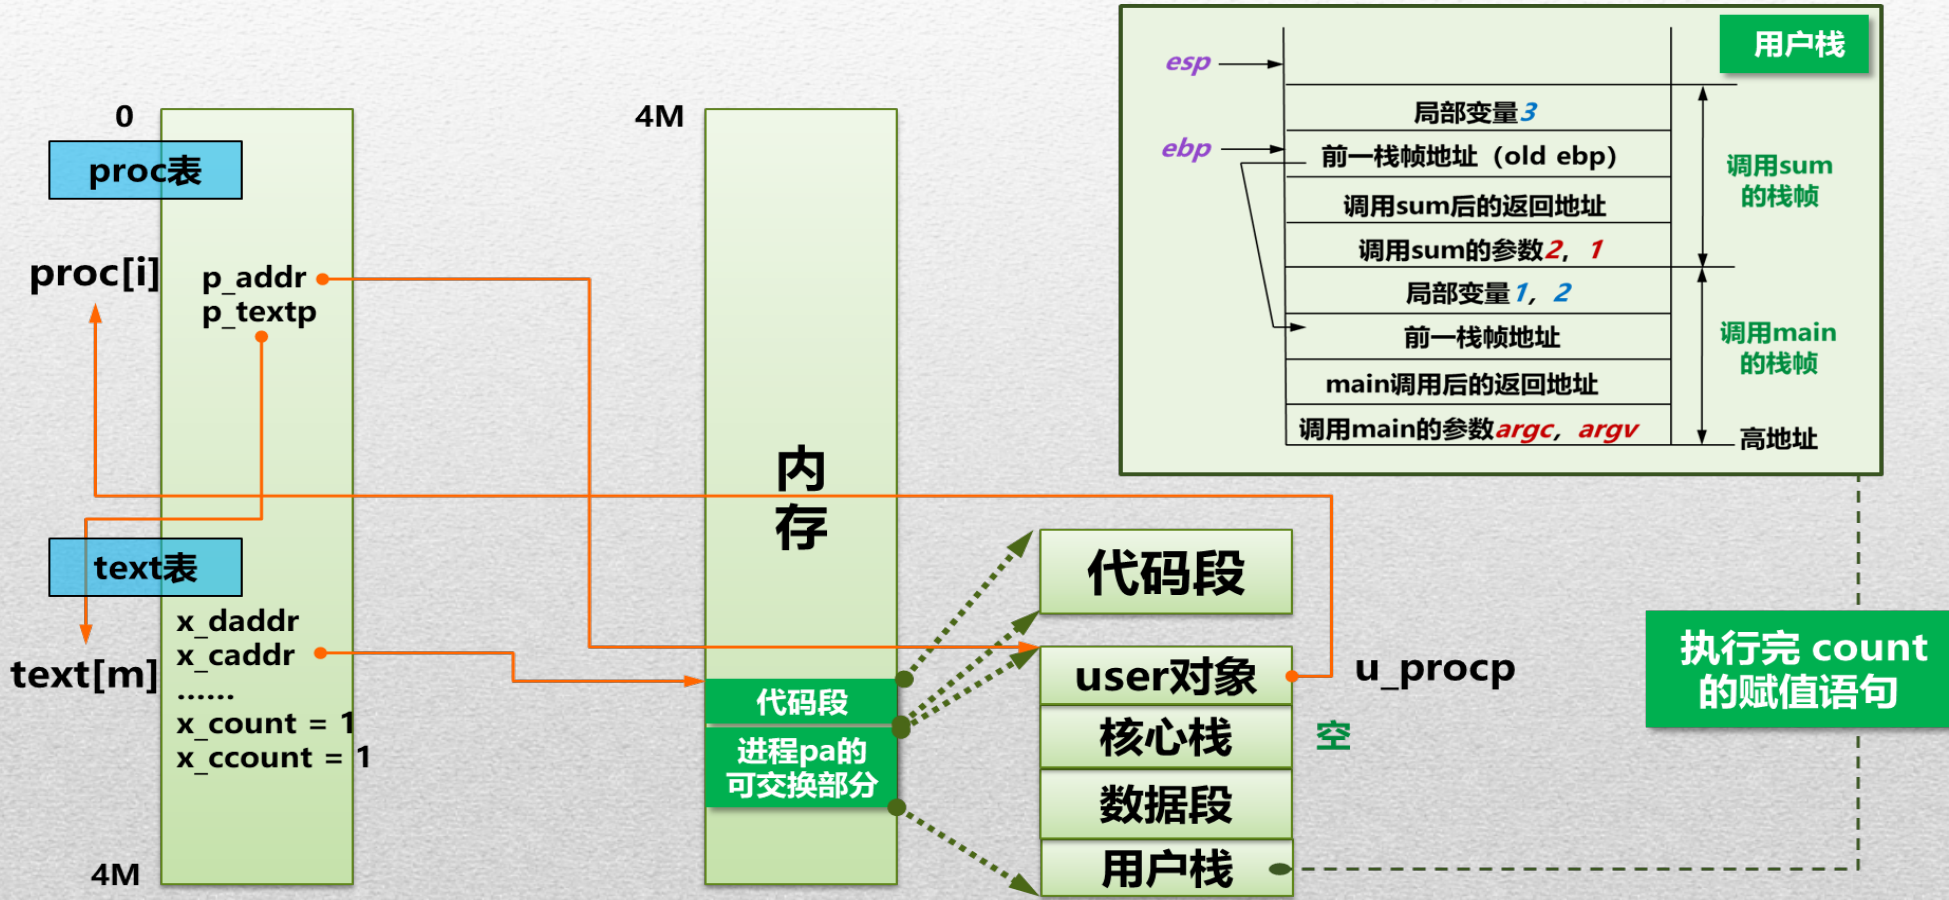 0
proc表
proc[i]
p_addr
p_textp
text表
x_daddr
x_caddr
text[m]
......
x_count = 1
x_ccount = 1
4M
4M
内
存
代码段
进程pa的
可交换部分
代码段
user对象
u_procp
核心栈
空
数据段
用户栈
用户栈
esp
局部变量3
ebp
前一栈帧地址（old ebp）
调用sum后的返回地址
调用sum的参数2，1
调用sum
的栈帧
局部变量1，2
前一栈帧地址
main调用后的返回地址
调用main的参数argc，argv
调用main
的栈帧
高地址
执行完 count
的赋值语句